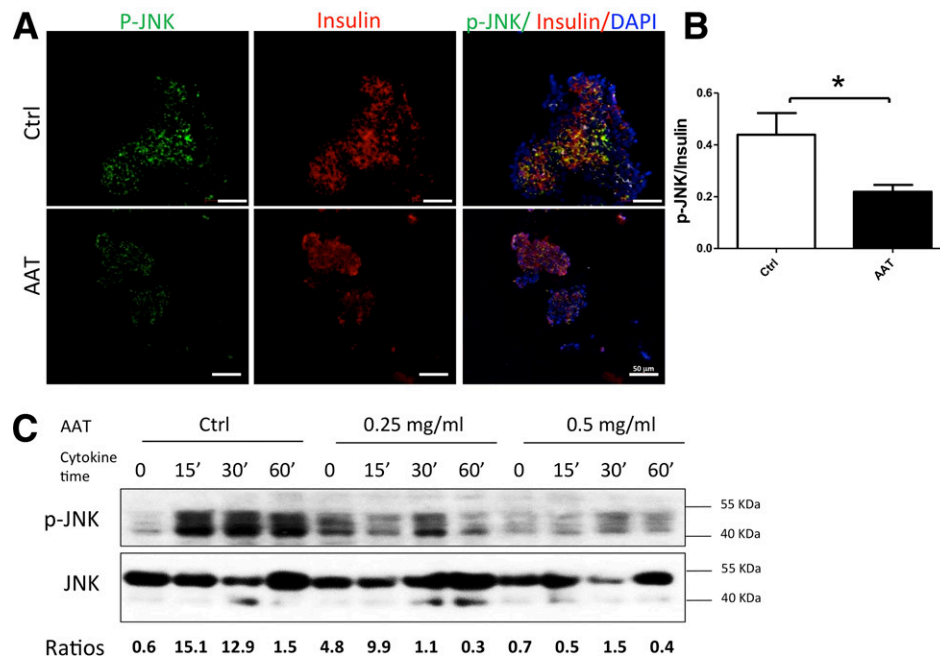 A
P-JNK
Insulin
p-JNK/ Insulin/DAPI
Ctrl
AAT
50 μm
B
p-JNK/Insulin
0.6
0.4
0.2
0.0
*
Ctrl
AAT
C
AAT Ctrl 0.25 mg/ml 0.5 mg/ml
Cytokine
time
0 15’ 30’ 60’ 0 15’ 30’ 60’ 0 15’ 30’ 60’
p-JNK
55 KDa
40 KDa
JNK
55 KDa
40 KDa
Ratios 0.6 15.1 12.9 1.5 4.8 9.9 1.1 0.3 0.7 0.5 1.5 0.4